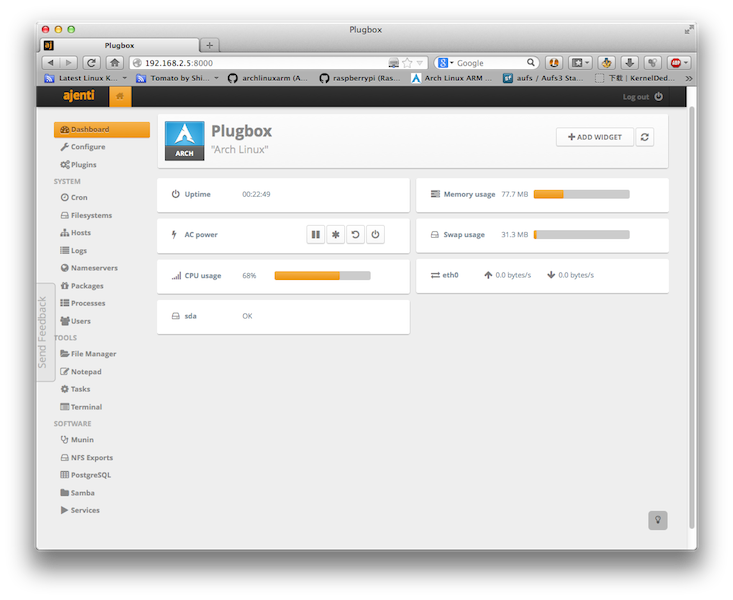 Plugbox
aj Plugbox
192.168.2.5:8000
Google
Latest Linux K...
Tomato by Shi...
archlinuxarm (A...
raspberrypi (Ras...
Arch Linux ARM ...
aufs / Aufs3 Sta...
下载 | KernelDed...
ajenti
Log out
Dashboard
Configure
Plugins
SYSTEM
Cron
Filesystems
Hosts
Logs
Nameservers
Packages
Processes
Users
TOOLS
File Manager
Notepad
Tasks
Terminal
SOFTWARE
Munin
NFS Exports
PostgreSQL
Samba
Services
Send Feedback
ARCH
Plugbox
"Arch Linux"
ADD WIDGET
Uptime 00:22:49
AC power
CPU usage 68%
sda OK
Memory usage 77.7 MB
Swap usage 31.3 MB
eth0 0.0 bytes/s 0.0 bytes/s